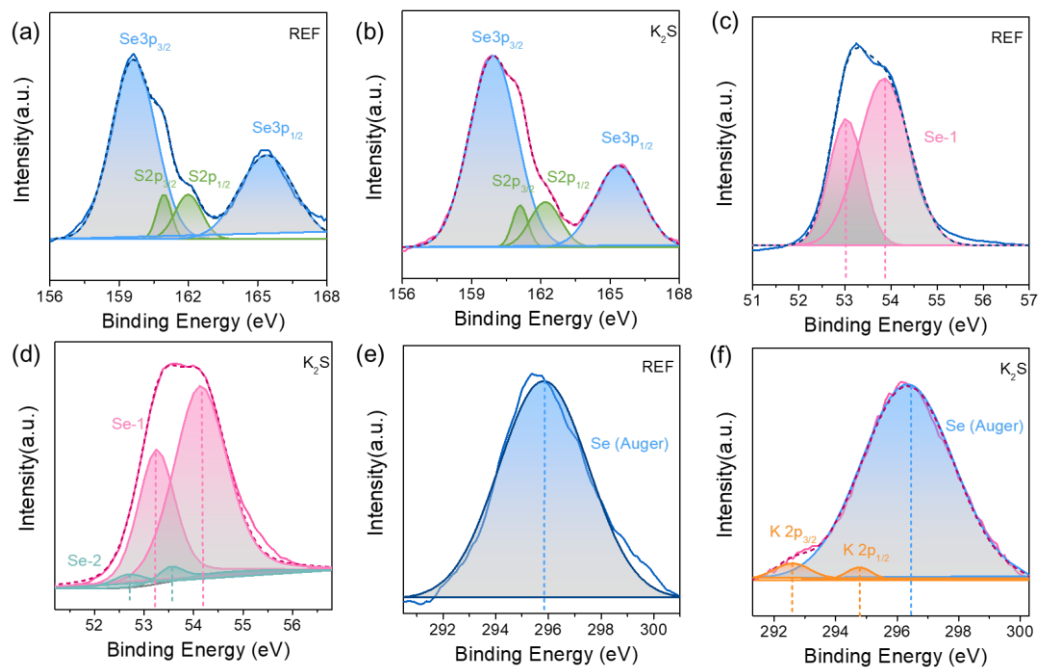 (a)
REF
Se3p3/2
S2p3/2
S2p1/2
Se3p1/2
Intensity(a.u.)
156 159 162 165 168
Binding Energy (eV)
(b)
K2S
Se3p3/2
S2p3/2
S2p1/2
Se3p1/2
Intensity(a.u.)
156 159 162 165 168
Binding Energy (eV)
(c)
REF
Se-1
Intensity(a.u.)
51 52 53 54 55 56 57
Binding Energy (eV)
(d)
K2S
Se-1
Se-2
Intensity(a.u.)
52 53 54 55 56
Binding Energy (eV)
(e)
REF
Se (Auger)
Intensity(a.u.)
292 294 296 298 300
Binding Energy (eV)
(f)
K2S
Se (Auger)
K 2p3/2
K 2p1/2
Intensity(a.u.)
292 294 296 298 300
Binding Energy (eV)